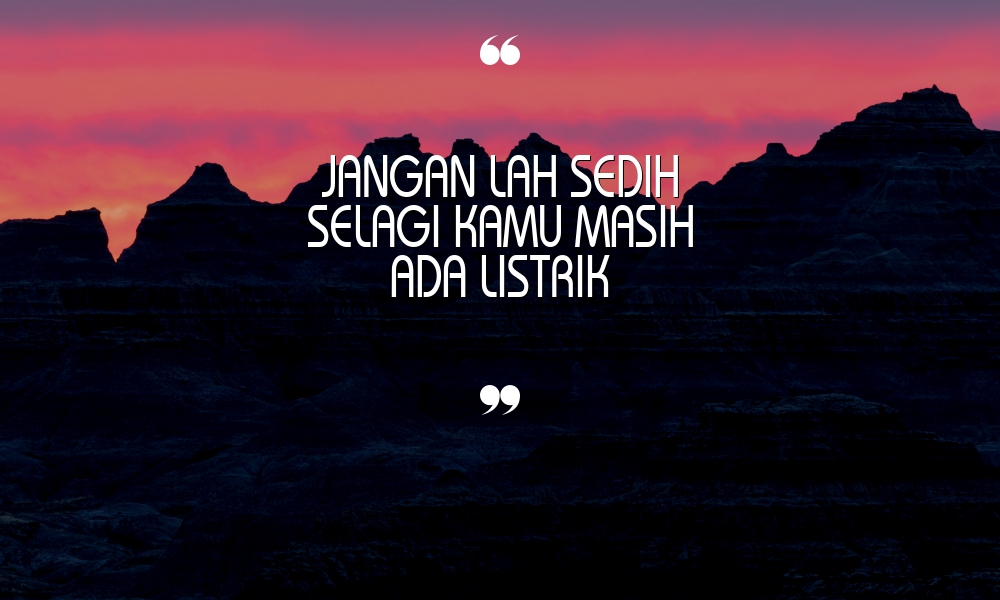 ❝
JANGAN LAH SEDIH
SELAGI KAMU MASIH
ADA LISTRIK
❞